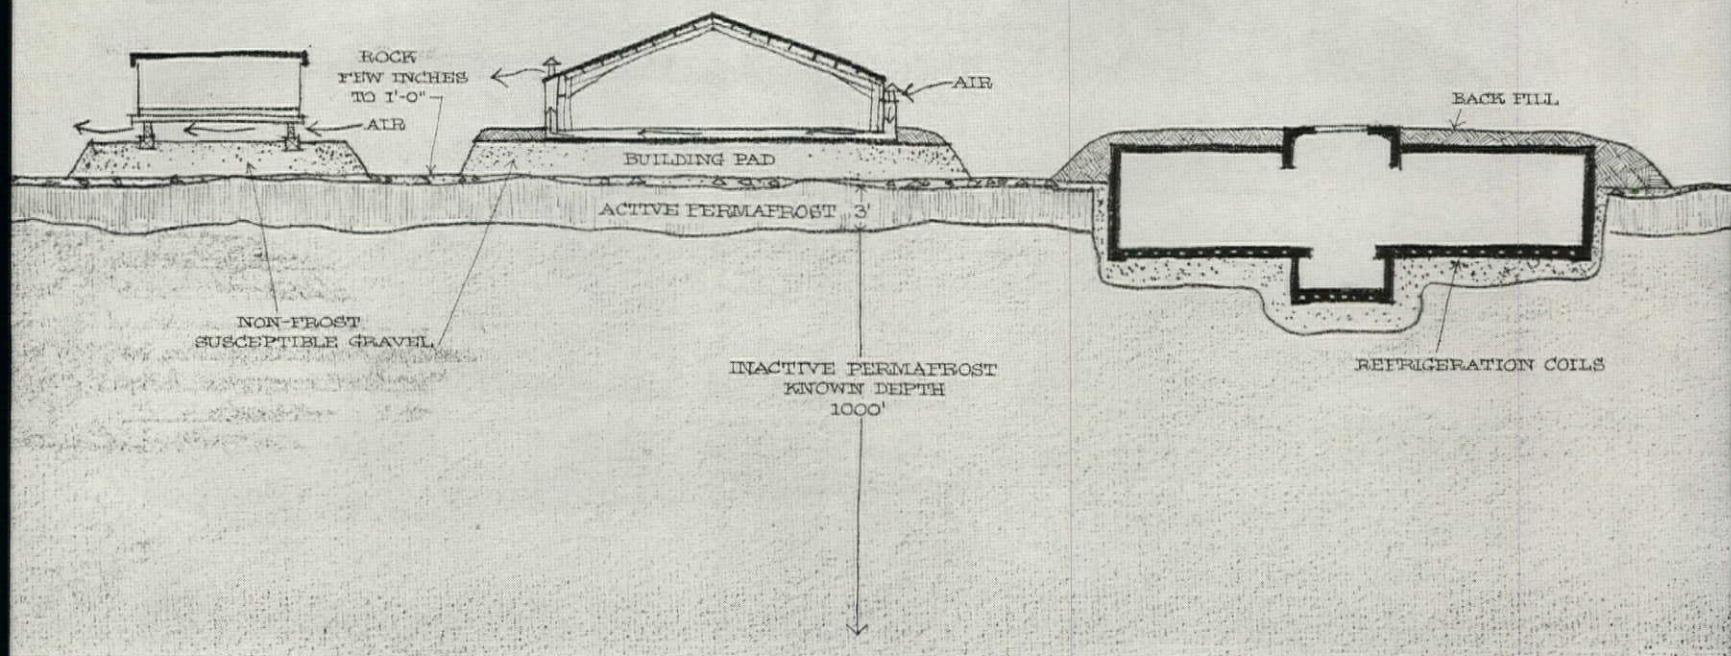 ROCK
FEW INCHES
TO 1'-0"
AIR
AIR
BACK FILL
BUILDING PAD
ACTIVE PERMAFROST 3'
NON-FROST
SUSCEPTIBLE GRAVEL
INACTIVE PERMAFROST
KNOWN DEPTH
1000'
REFRIGERATION COILS